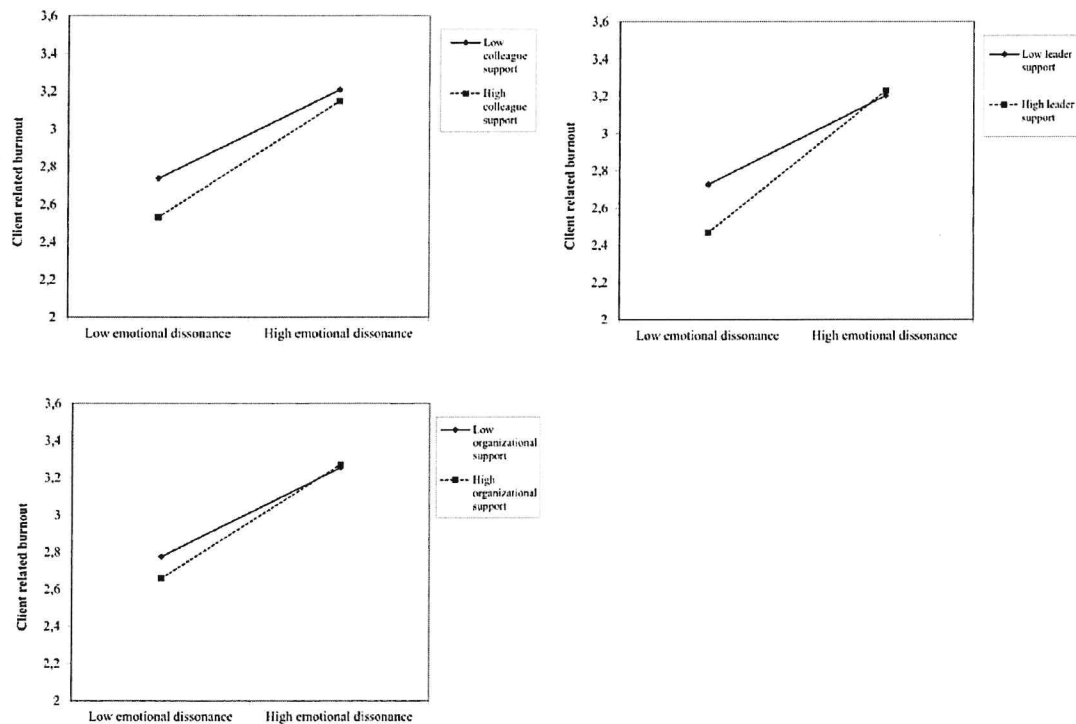 3,6
3,4
3,2
3
2,8
2,6
2,4
2,2
2
Client related burnout
Low emotional dissonance
High emotional dissonance
Low
colleague
support
High
colleague
support
3,6
3,4
3,2
3
2,8
2,6
2,4
2,2
2
Client related burnout
Low emotional dissonance
High emotional dissonance
Low leader
support
High leader
support
3,6
3,4
3,2
3
2,8
2,6
2,4
2,2
2
Client related burnout
Low emotional dissonance
High emotional dissonance
Low
organizational
support
High
organizational
support